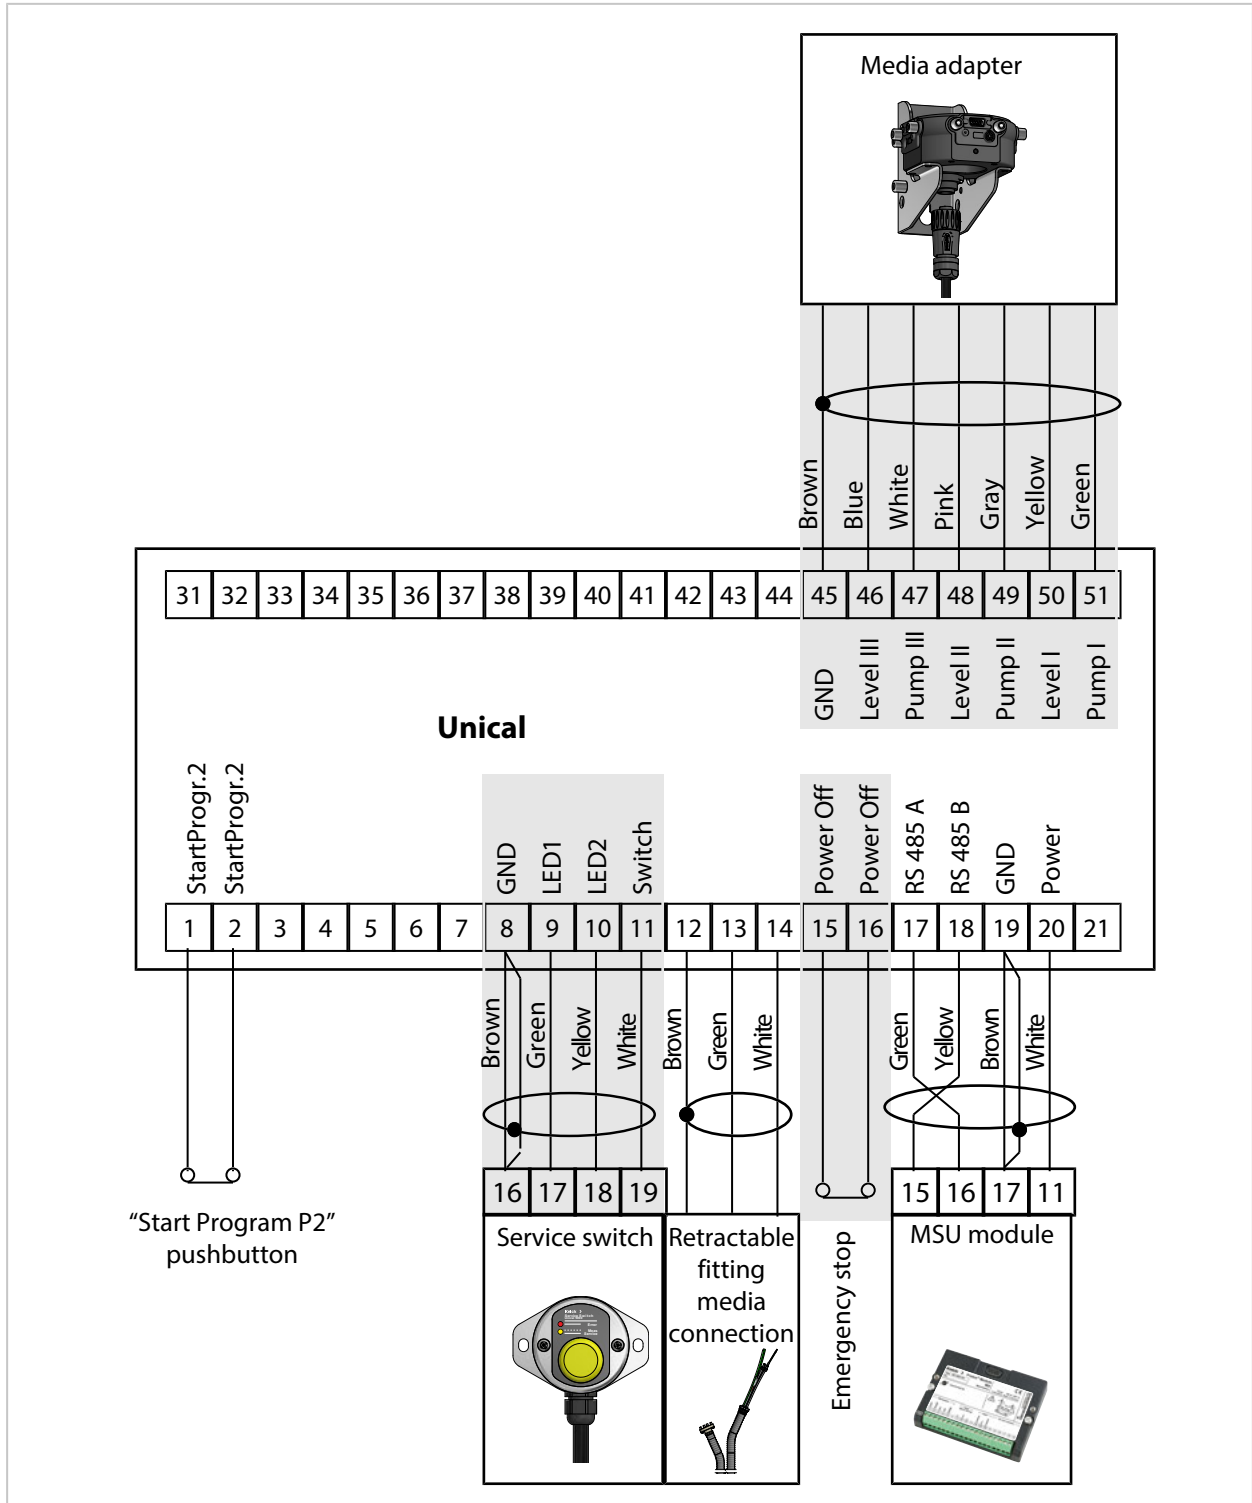 Media adapter
Brown
Blue
White
Pink
Gray
Yellow
Green
31 32 33 34 35 36 37 38 39 40 41 42 43 44 45 46 47 48 49 50 51
GND
Level III
Pump III
Level II
Pump II
Level I
Pump I
Unical
StartProgr.2
StartProgr.2
GND
LED1
LED2
Switch
Power Off
Power Off
RS 485 A
RS 485 B
GND
Power
1 2 3 4 5 6 7 8 9 10 11 12 13 14 15 16 17 18 19 20 21
Brown
Green
Yellow
White
Brown
Green
White
Green
Yellow
Brown
White
16 17 18 19
15 16 17 11
“Start Program P2”
pushbutton
Service switch
Retractable
fitting
media
connection
Emergency stop
MSU module